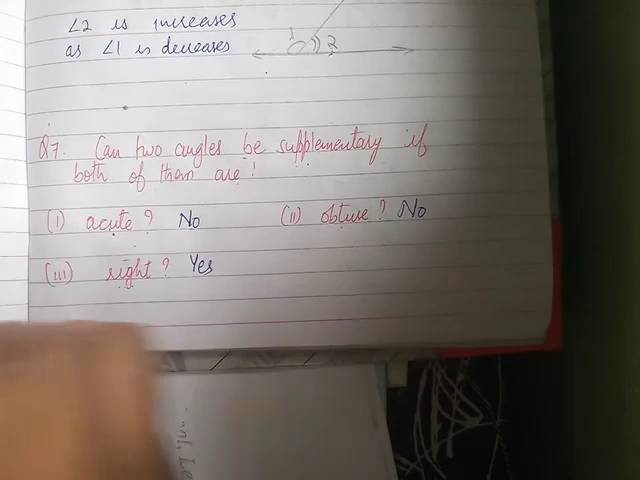 ∠2 is increases
as ∠1 is decreases
1 2
Q7. Can two angles be supplementary if
both of them are!
(i) acute? No (ii) obtuse? No
(iii) right? Yes